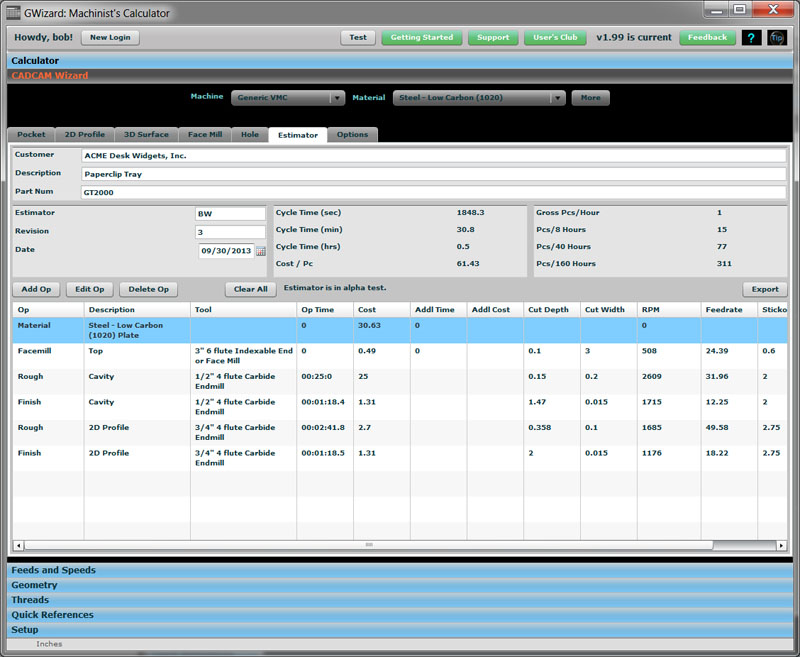 GWizard: Machinist's Calculator
Howdy, bob! New Login Test Getting Started Support User's Club v1.99 is current Feedback ? Tip
Calculator
CADCAM Wizard
Machine Generic VMC Material Steel - Low Carbon (1020) More
Pocket 2D Profile 3D Surface Face Mill Hole Estimator Options
Customer ACME Desk Widgets, Inc.
Description Paperclip Tray
Part Num GT2000
Estimator BW Cycle Time (sec) 1848.3 Gross Pcs/Hour 1
Revision 3 Cycle Time (min) 30.8 Pcs/8 Hours 15
Date 09/30/2013 Cycle Time (hrs) 0.5 Pcs/40 Hours 77
Cost / Pc 61.43 Pcs/160 Hours 311
Add Op Edit Op Delete Op Clear All Estimator is in alpha test. Export
Op Description Tool Op Time Cost Addl Time Addl Cost Cut Depth Cut Width RPM Feedrate Sticko
Material Steel - Low Carbon 0 30.63 0 0
(1020) Plate
Facemill Top 3" 6 flute Indexable End 0 0.49 0 0.1 3 508 24.39 0.6
or Face Mill
Rough Cavity 1/2" 4 flute Carbide 00:25:0 25 0.15 0.2 2609 31.96 2
Endmill
Finish Cavity 1/2" 4 flute Carbide 00:01:18.4 1.31 1.47 0.015 1715 12.25 2
Endmill
Rough 2D Profile 3/4" 4 flute Carbide 00:02:41.8 2.7 0.358 0.1 1685 49.58 2.75
Endmill
Finish 2D Profile 3/4" 4 flute Carbide 00:01:18.5 1.31 2 0.015 1176 18.22 2.75
Endmill
Feeds and Speeds
Geometry
Threads
Quick References
Setup
Inches